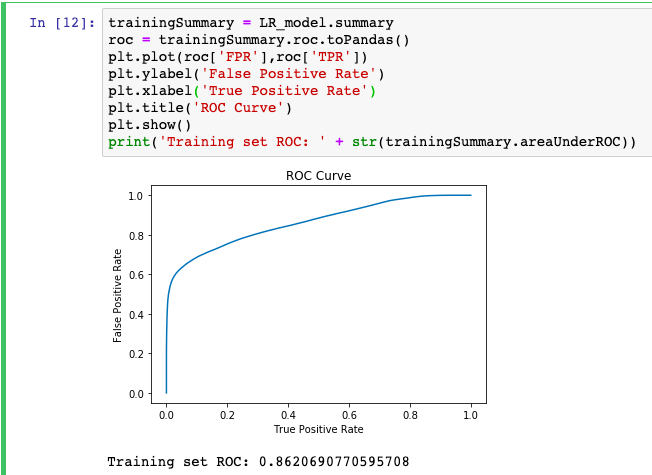 In [12]: trainingSummary = LR_model.summary
roc = trainingSummary.roc.toPandas()
plt.plot(roc['FPR'],roc['TPR'])
plt.ylabel('False Positive Rate')
plt.xlabel('True Positive Rate')
plt.title('ROC Curve')
plt.show()
print('Training set ROC: ' + str(trainingSummary.areaUnderROC))
ROC Curve
1.0
0.8
0.6
0.4
0.2
0.0
False Positive Rate
0.0 0.2 0.4 0.6 0.8 1.0
True Positive Rate
Training set ROC: 0.8620690770595708